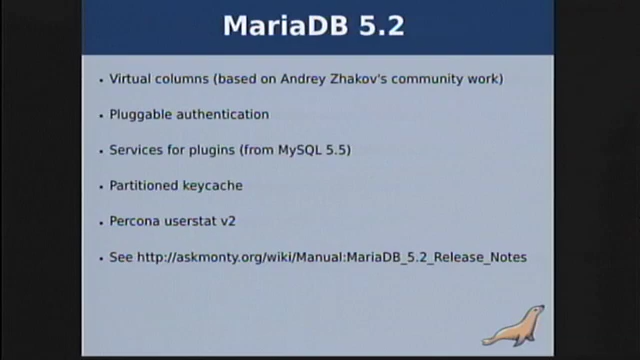 MariaDB 5.2
• Virtual columns (based on Andrey Zhakov's community work)
• Pluggable authentication
• Services for plugins (from MySQL 5.5)
• Partitioned keycache
• Percona userstat v2
• See http://askmonty.org/wiki/Manual:MariaDB_5.2_Release_Notes